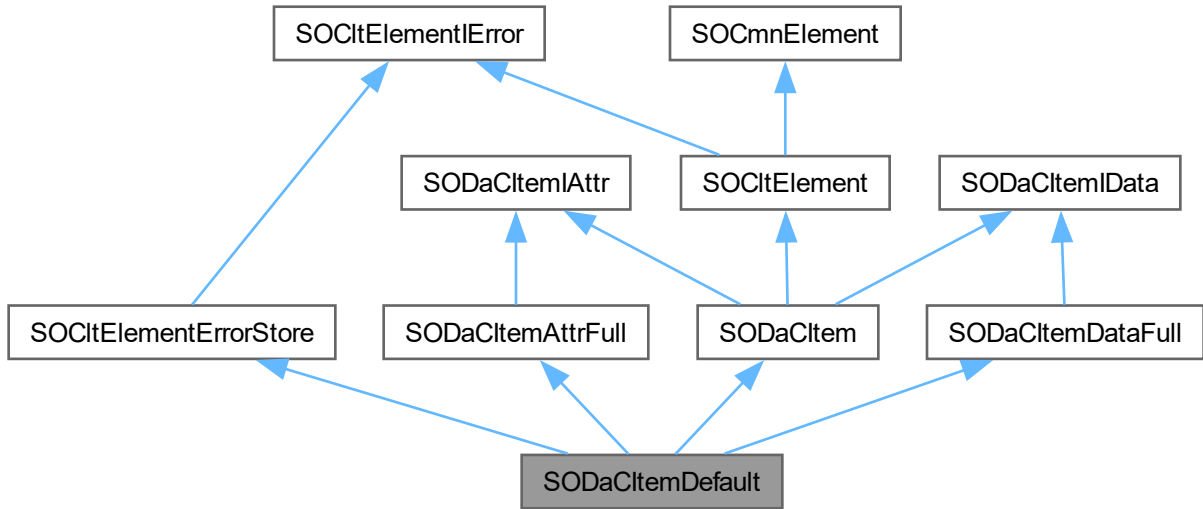 SOCltElementIError
SOCmnElement
SODaCItemIAttr
SOCltElement
SODaCItemIData
SOCltElementErrorStore
SODaCItemAttrFull
SODaCItem
SODaCItemDataFull
SODaCItemDefault